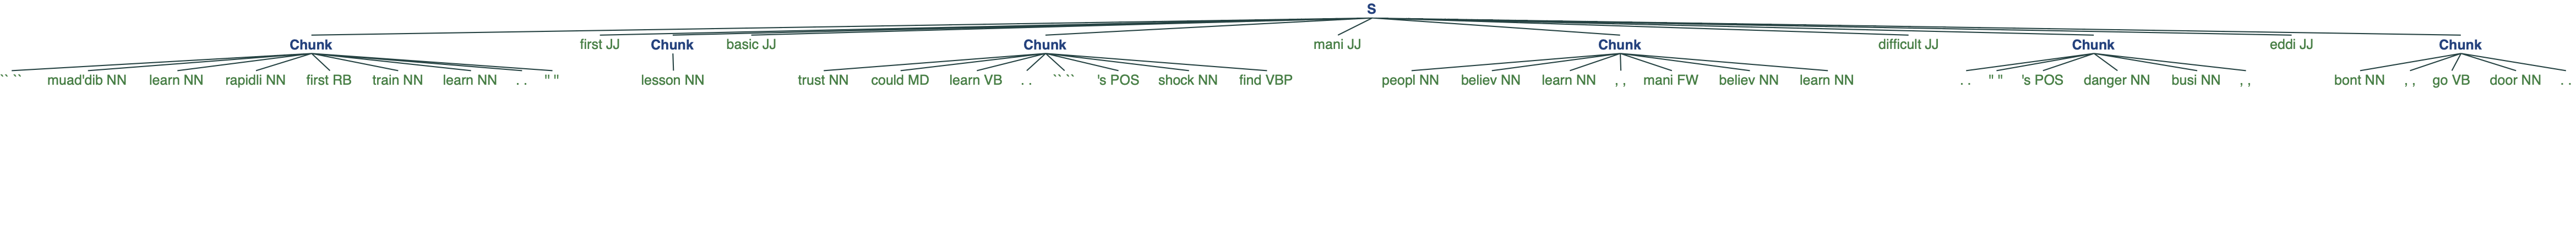 S
Chunk first JJ Chunk basic JJ Chunk mani JJ Chunk difficult JJ Chunk eddi JJ Chunk
`` `` muad'dib NN learn NN rapidli NN first RB train NN learn NN . . '' '' lesson NN trust NN could MD learn VB . . `` `` 's POS shock NN find VBP peopl NN believ NN learn NN , , mani FW believ NN learn NN . . '' '' 's POS danger NN busi NN , , bont NN , , go VB door NN . .